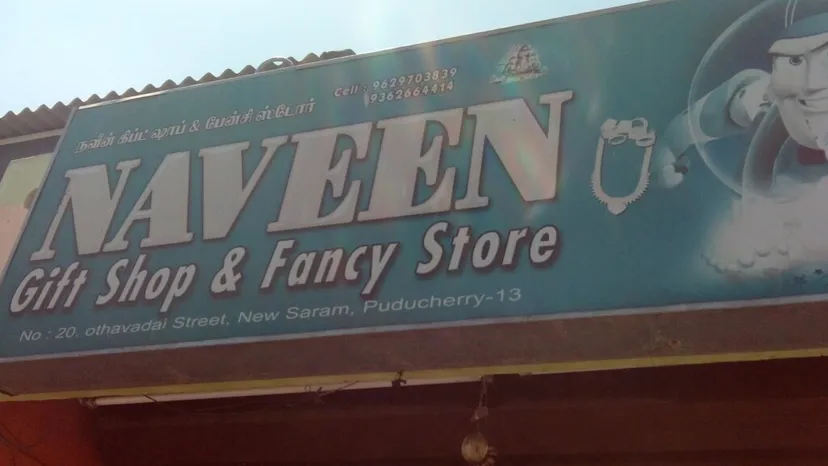 நவீன் கிப்ட் ஷாப் & பேன்சி ஸ்டோர்
Cell : 9629703839
9362664414
NAVEEN
Gift Shop & Fancy Store
No : 20. othavadai Street, New Saram, Puducherry-13